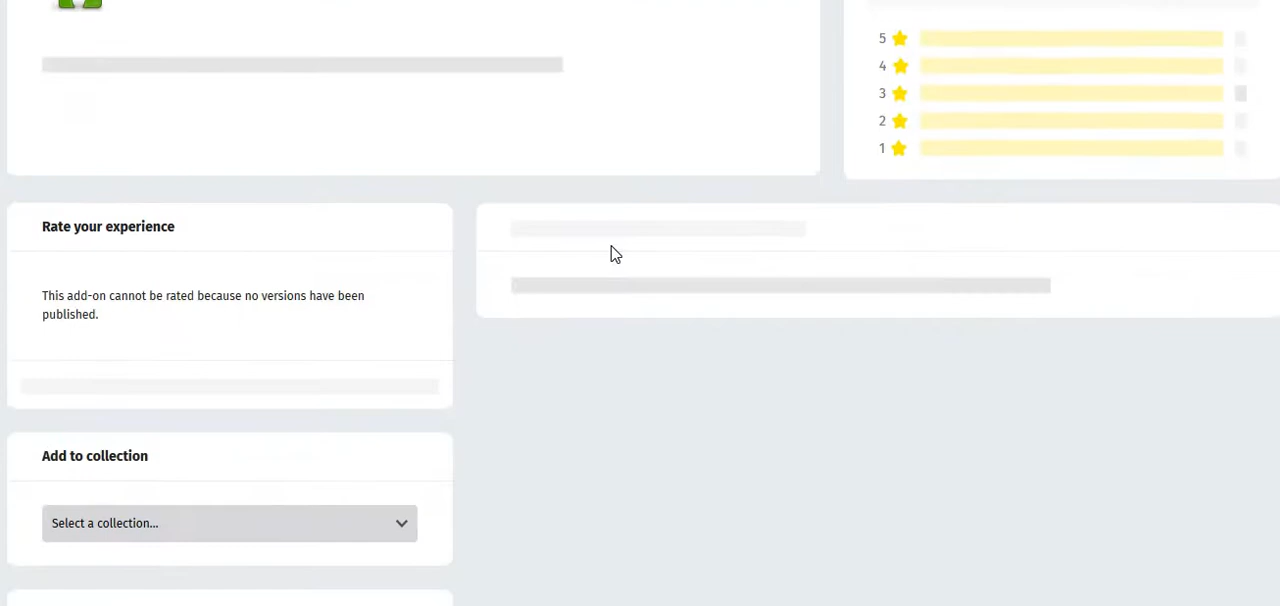 5
4
3
2
1
Rate your experience
This add-on cannot be rated because no versions have been
published.
Add to collection
Select a collection...